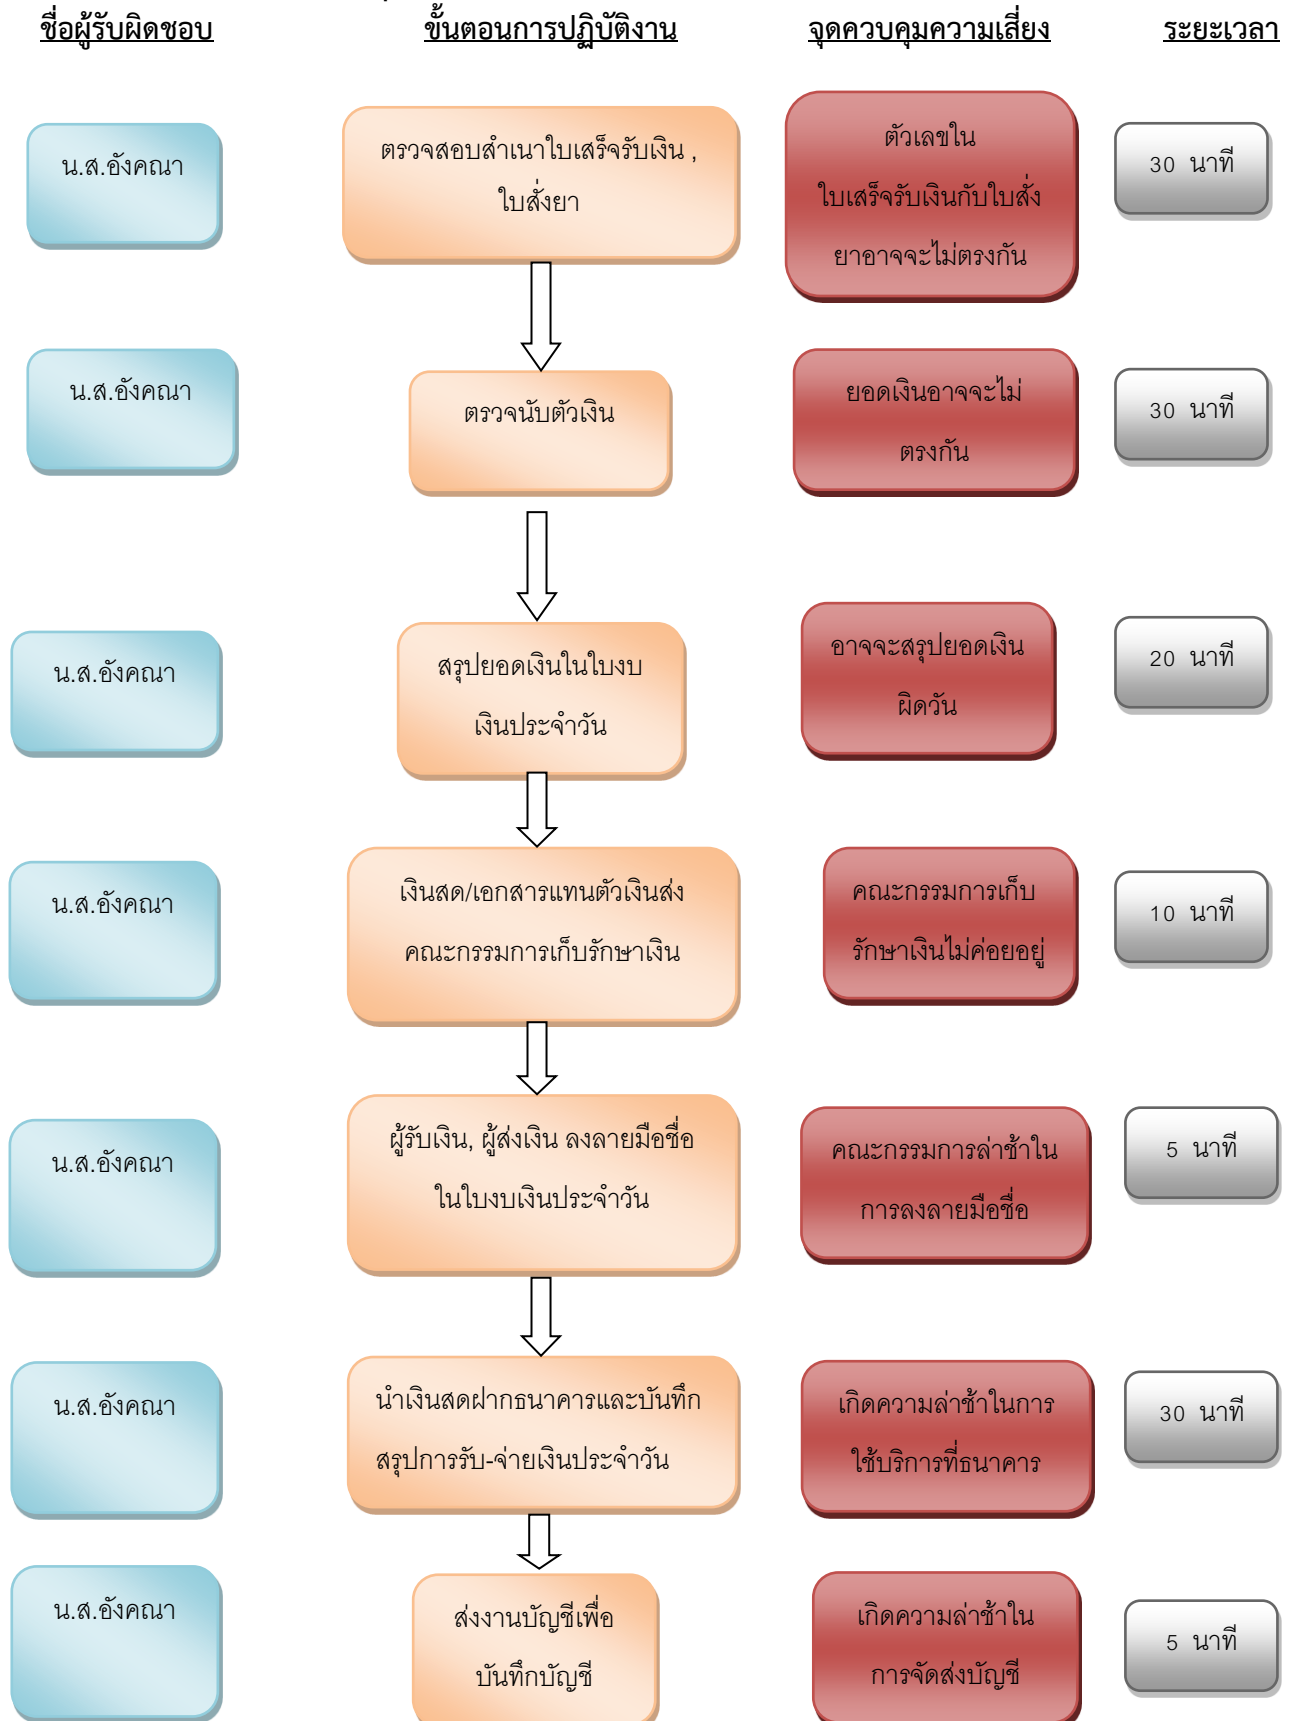 ชื่อผู้รับผิดชอบ ขั้นตอนการปฏิบัติงาน จุดควบคุมความเสี่ยง ระยะเวลา
น.ส.อังคณา
ตรวจสอบสำเนาใบเสร็จรับเงิน ,
ใบสั่งยา
ตัวเลขใน
ใบเสร็จรับเงินกับใบสั่ง
ยาอาจจะไม่ตรงกัน
30 นาที
น.ส.อังคณา
ตรวจนับตัวเงิน
ยอดเงินอาจจะไม่
ตรงกัน
30 นาที
น.ส.อังคณา
สรุปยอดเงินในใบงบ
เงินประจำวัน
อาจจะสรุปยอดเงิน
ผิดวัน
20 นาที
น.ส.อังคณา
เงินสด/เอกสารแทนตัวเงินส่ง
คณะกรรมการเก็บรักษาเงิน
คณะกรรมการเก็บ
รักษาเงินไม่ค่อยอยู่
10 นาที
น.ส.อังคณา
ผู้รับเงิน, ผู้ส่งเงิน ลงลายมือชื่อ
ในใบงบเงินประจำวัน
คณะกรรมการล่าช้าใน
การลงลายมือชื่อ
5 นาที
น.ส.อังคณา
นำเงินสดฝากธนาคารและบันทึก
สรุปการรับ-จ่ายเงินประจำวัน
เกิดความล่าช้าในการ
ใช้บริการที่ธนาคาร
30 นาที
น.ส.อังคณา
ส่งงานบัญชีเพื่อ
บันทึกบัญชี
เกิดความล่าช้าใน
การจัดส่งบัญชี
5 นาที